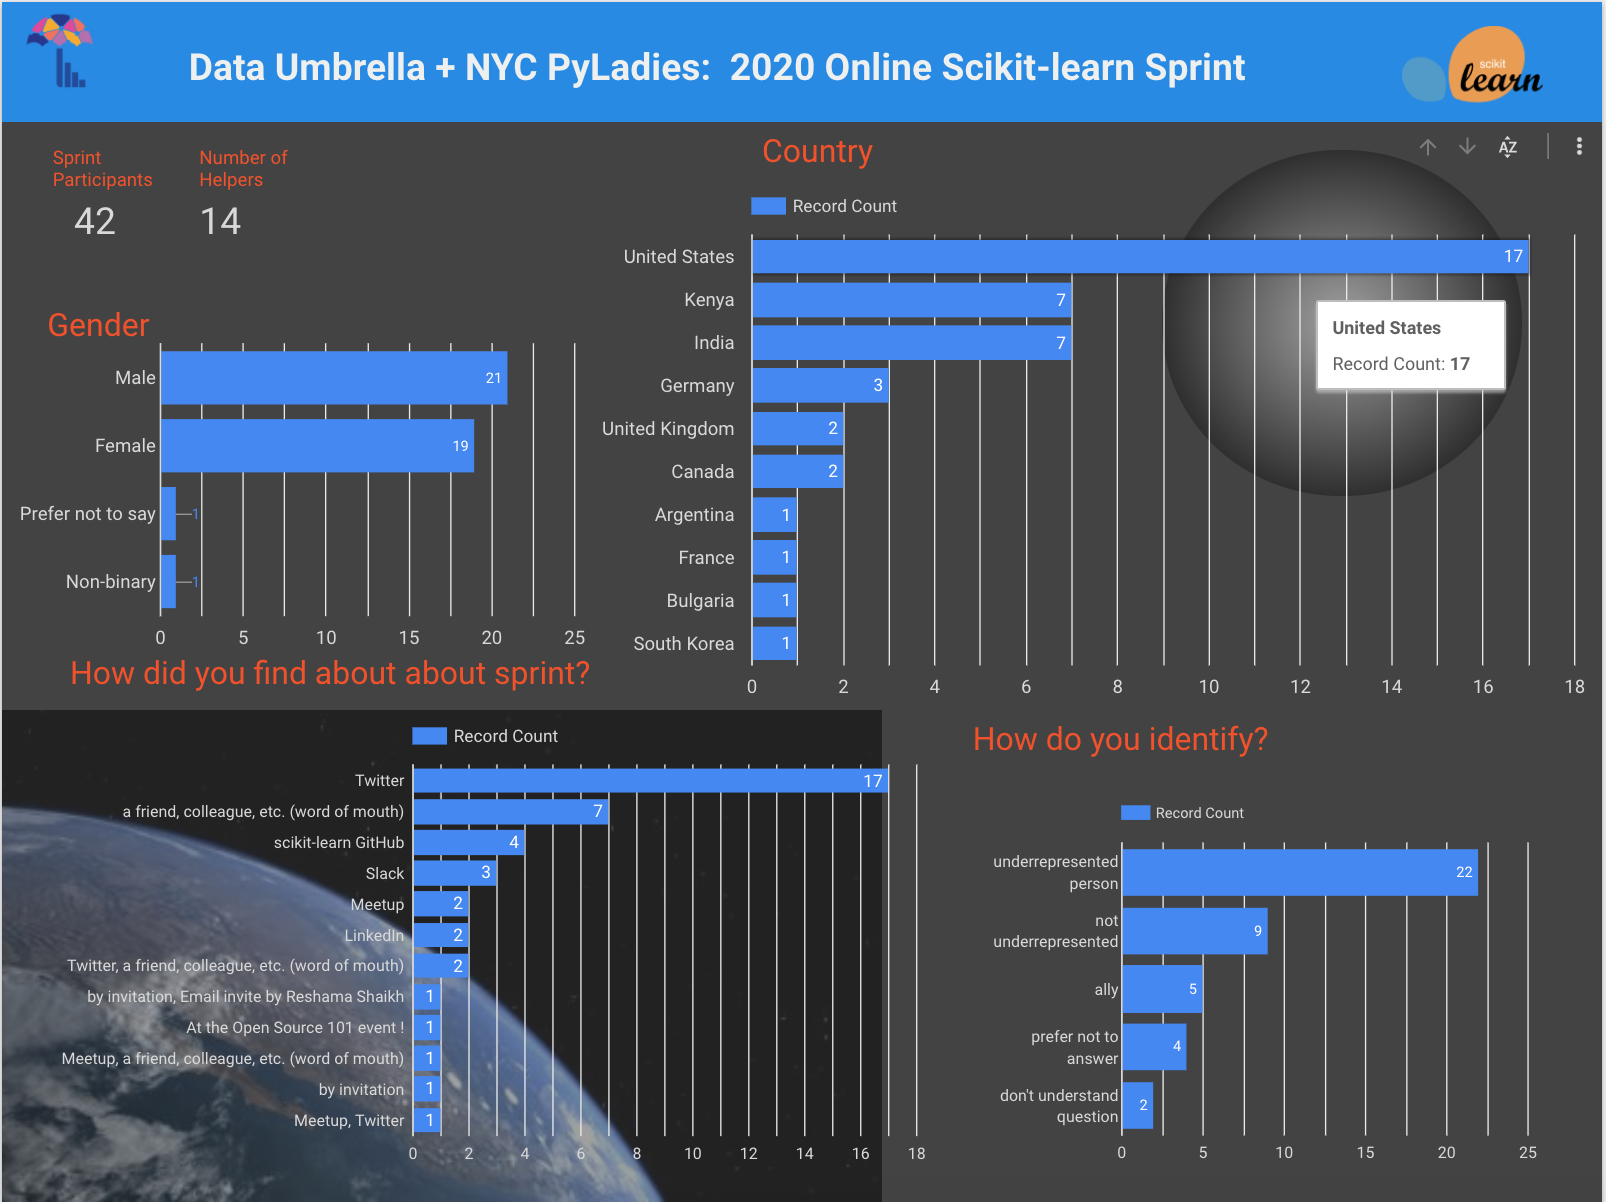 Data Umbrella + NYC PyLadies: 2020 Online Scikit-learn Sprint
scikit
learn
Sprint
Participants
42
Number of
Helpers
14
Gender
Male
21
Female
19
Prefer not to say
1
Non-binary
1
0 5 10 15 20 25
Country
AZ
Record Count
United States
17
Kenya
7
India
7
Germany
3
United Kingdom
2
Canada
2
Argentina
1
France
1
Bulgaria
1
South Korea
1
0 2 4 6 8 10 12 14 16 18
United States
Record Count: 17
How did you find about about sprint?
Record Count
Twitter
17
a friend, colleague, etc. (word of mouth)
7
scikit-learn GitHub
4
Slack
3
Meetup
2
LinkedIn
2
Twitter, a friend, colleague, etc. (word of mouth)
2
by invitation, Email invite by Reshama Shaikh
1
At the Open Source 101 event !
1
Meetup, a friend, colleague, etc. (word of mouth)
1
by invitation
1
Meetup, Twitter
1
0 2 4 6 8 10 12 14 16 18
How do you identify?
Record Count
underrepresented
person
22
not
underrepresented
9
ally
5
prefer not to
answer
4
don't understand
question
2
0 5 10 15 20 25